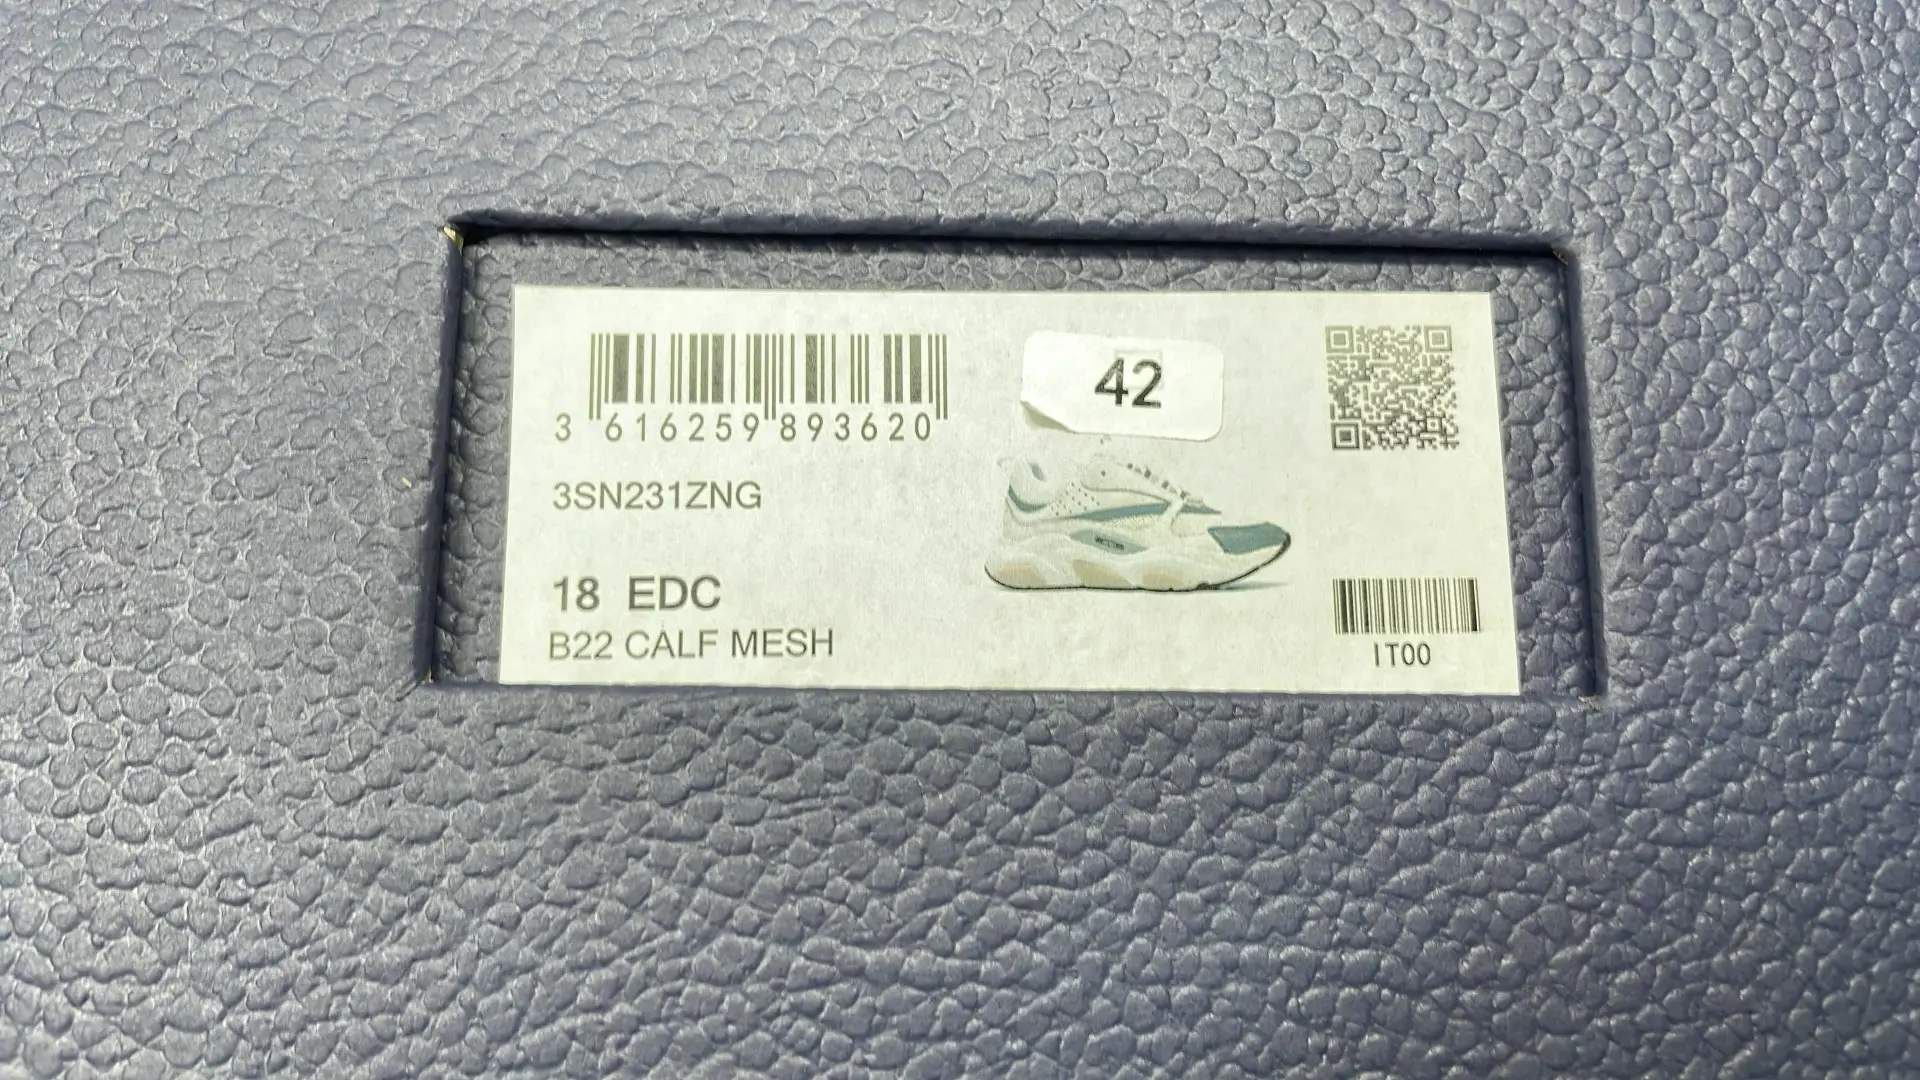 42
3 616259 893620
3SN231ZNG
18 EDC
B22 CALF MESH
IT00